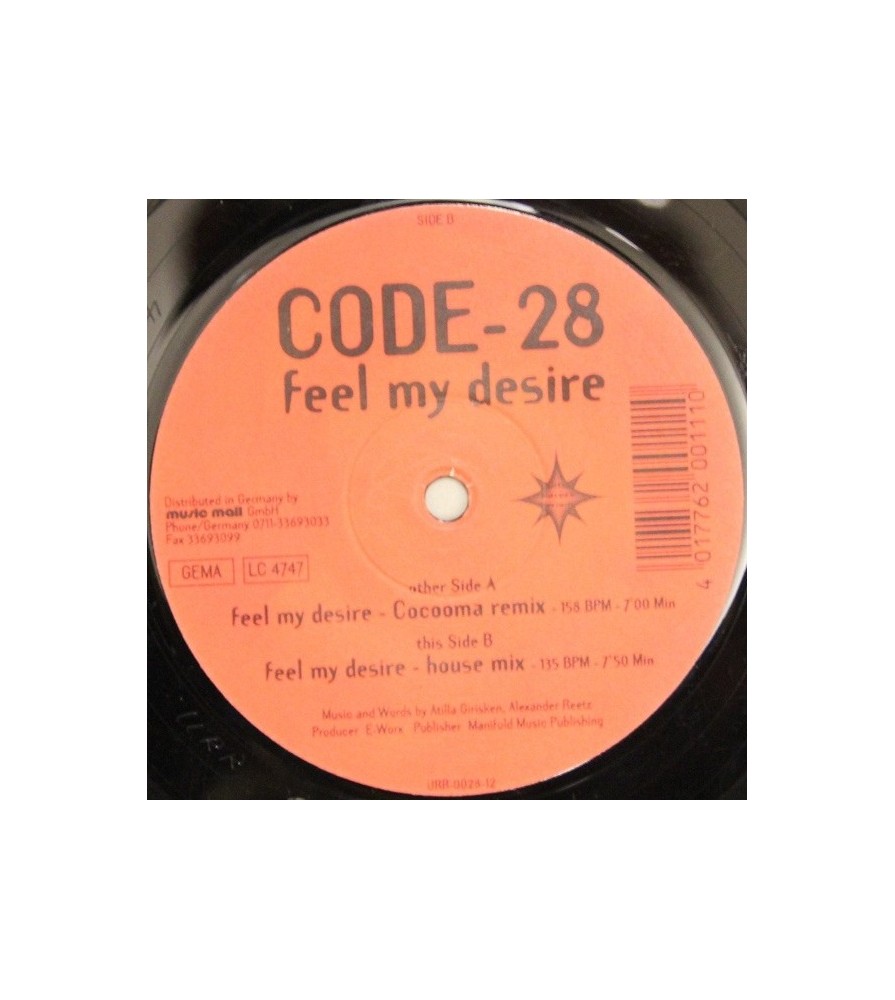 SIDE B
CODE-28
feel my desire
4 017762 001110
Distributed in Germany by
music mail GmbH
Phone/Germany 0711-33693033
Fax 33693099
GEMA LC 4747
other Side A
feel my desire - Cocooma remix - 158 BPM - 7'00 Min
this Side B
feel my desire - house mix - 135 BPM - 7'50 Min
Music and Words by Atilla Girisken, Alexander Reetz
Producer E-Worx Publisher Manifold Music Publishing